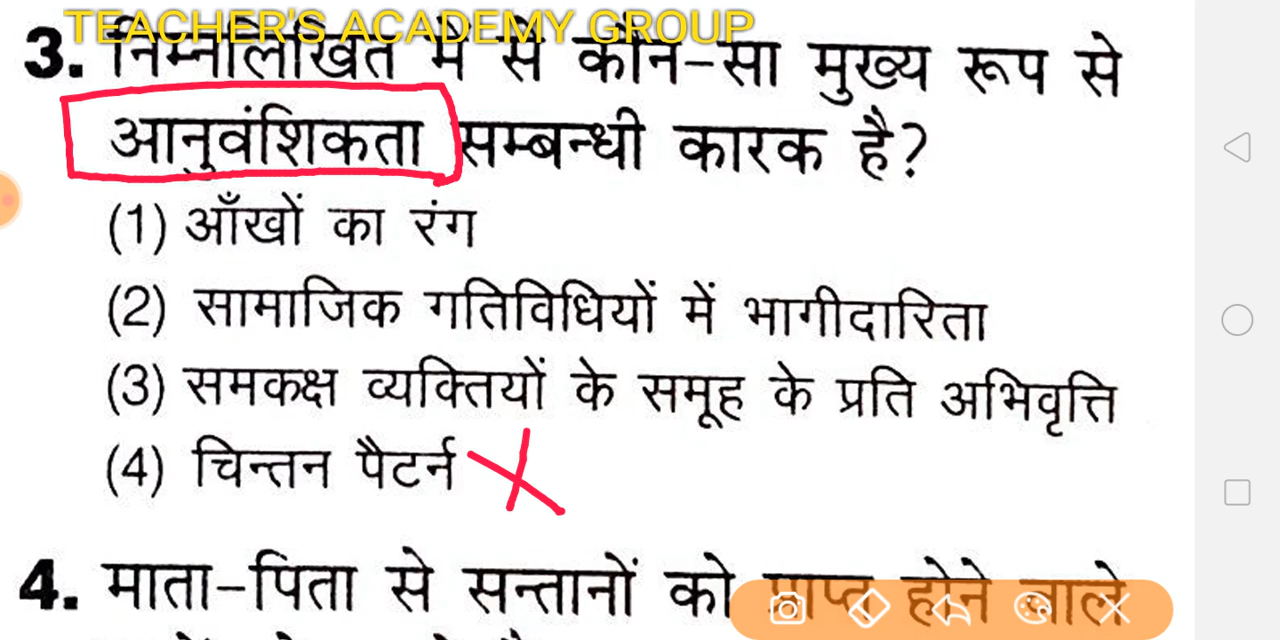 TEACHER'S ACADEMY GROUP
3. निम्नलिखित में से कौन-सा मुख्य रूप से
आनुवंशिकता सम्बन्धी कारक है?
(1) आँखों का रंग
(2) सामाजिक गतिविधियों में भागीदारिता
(3) समकक्ष व्यक्तियों के समूह के प्रति अभिवृत्ति
(4) चिन्तन पैटर्न
4. माता-पिता से सन्तानों को प्राप्त होने वाले